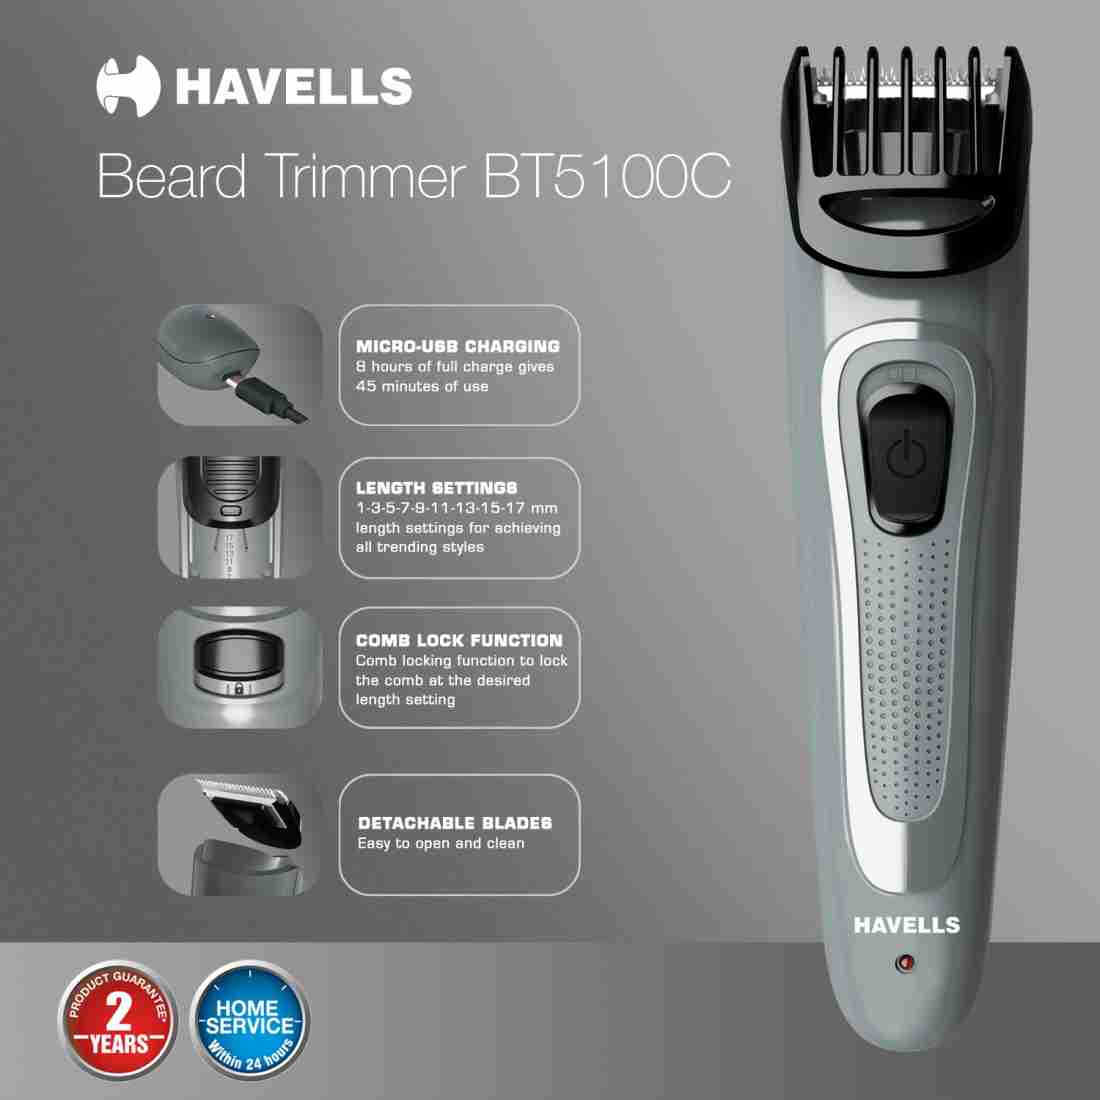 HAVELLS
Beard Trimmer BT5100C
MICRO-USB CHARGING
8 hours of full charge gives
45 minutes of use
LENGTH SETTINGS
1-3-5-7-9-11-13-15-17 mm
length settings for achieving
all trending styles
COMB LOCK FUNCTION
Comb locking function to lock
the comb at the desired
length setting
DETACHABLE BLADES
Easy to open and clean
HAVELLS
PRODUCT GUARANTEE*
2
YEARS
HOME
SERVICE
Within 24 hours